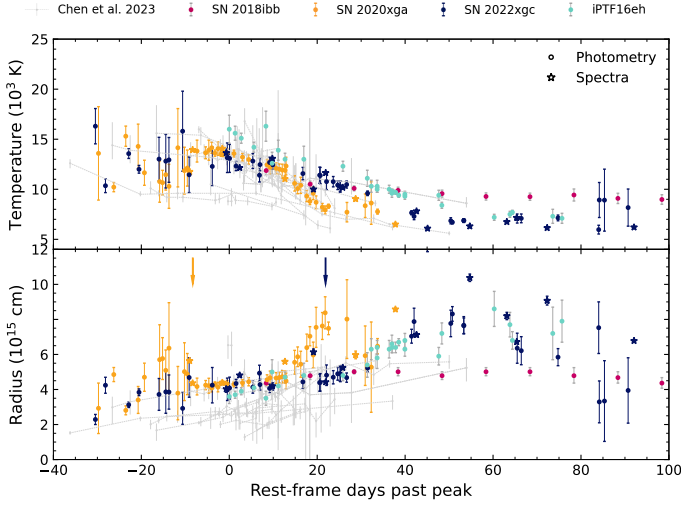 Chen et al. 2023 SN 2018ibb SN 2020xga SN 2022xgc iPTF16eh
25
20
15
10
5
Temperature (10³ K)
Photometry
Spectra
12
10
8
6
4
2
0
Radius (10¹⁵ cm)
−40 −20 0 20 40 60 80 100
Rest-frame days past peak